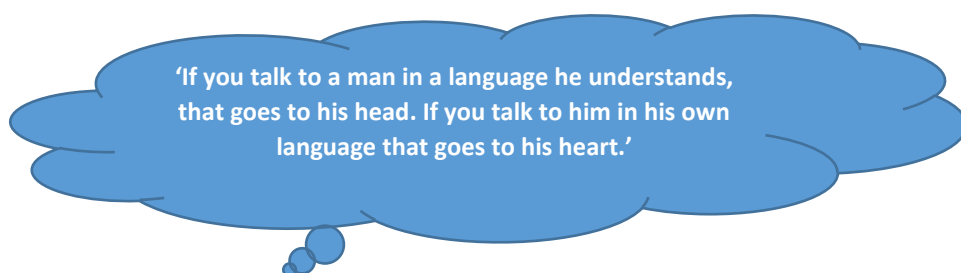 ‘If you talk to a man in a language he understands,
that goes to his head. If you talk to him in his own
language that goes to his heart.’